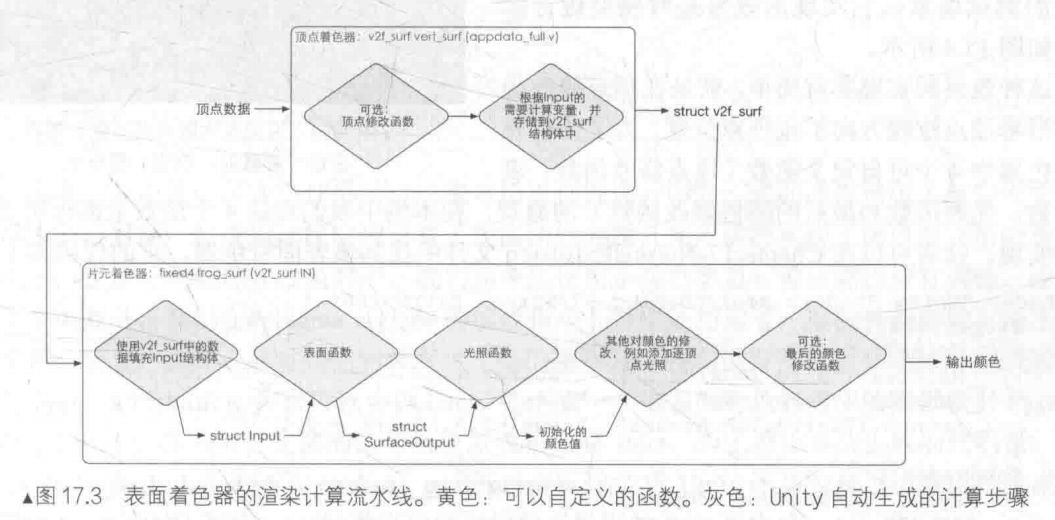 顶点着色器：v2f_surf vert_surf (appdata_full v)
顶点数据
可选：
顶点修改函数
根据Input的
需要计算变量，并
存储到v2f_surf
结构体中
struct v2f_surf
片元着色器：fixed4 frag_surf (v2f_surf IN)
使用v2f_surf中的数
据填充Input结构体
表面函数
光照函数
其他对颜色的修
改，例如添加逐顶
点光照
可选：
最后的颜色
修改函数
输出颜色
struct Input
struct
SurfaceOutput
初始化的
颜色值
▲图 17.3 表面着色器的渲染计算流水线。黄色：可以自定义的函数。灰色：Unity 自动生成的计算步骤